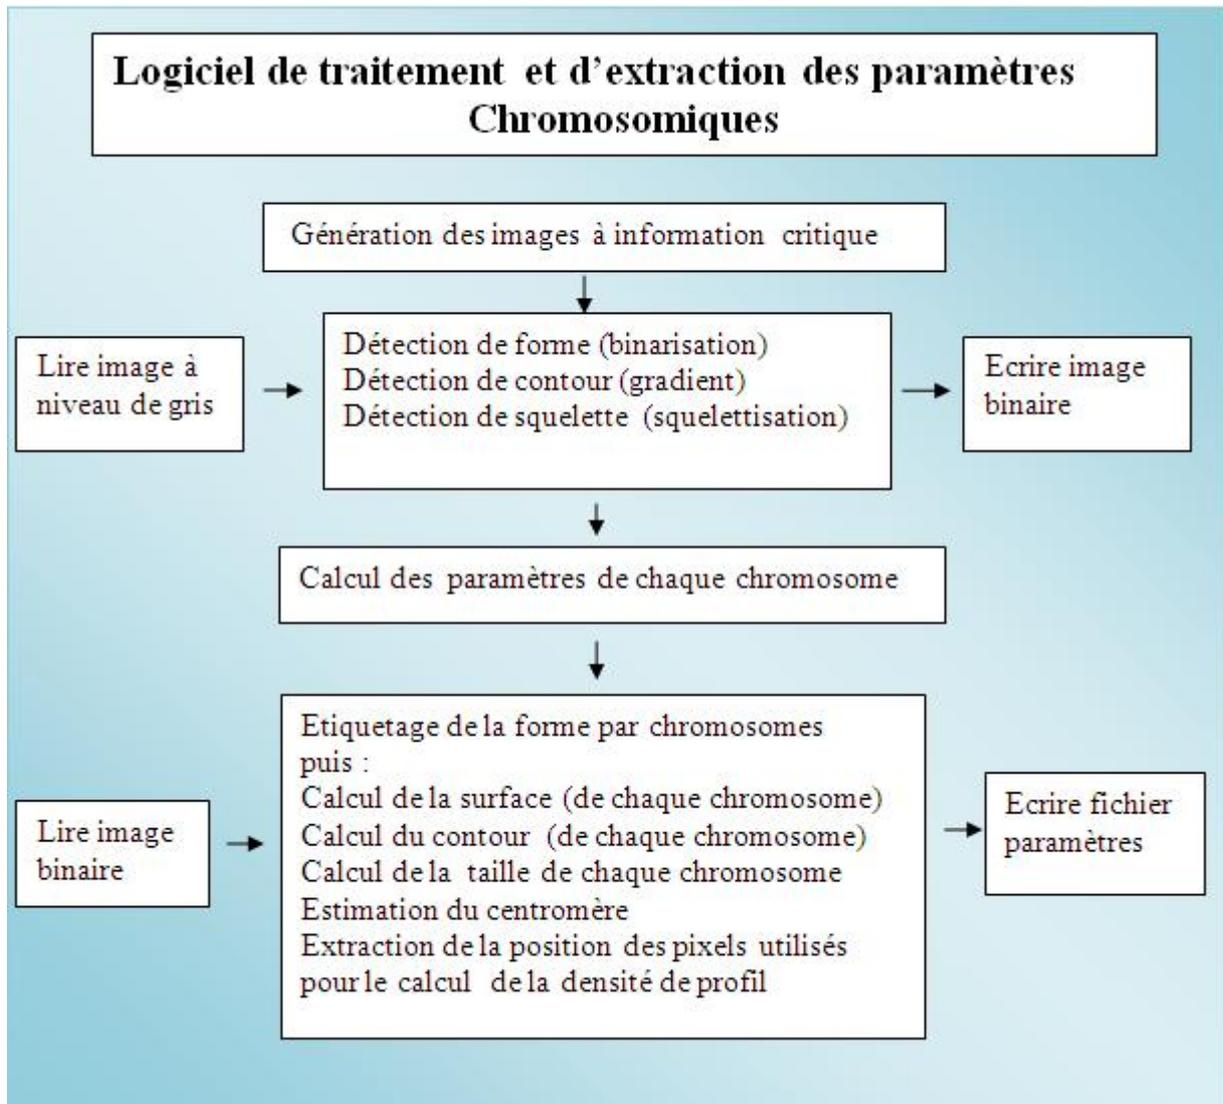 Logiciel de traitement et d'extraction des paramètres
Chromosomiques
Génération des images à information critique
Lire image à
niveau de gris
Détection de forme (binarisation)
Détection de contour (gradient)
Détection de squelette (squelettisation)
Ecrire image
binaire
Calcul des paramètres de chaque chromosome
Lire image
binaire
Etiquetage de la forme par chromosomes
puis :
Calcul de la surface (de chaque chromosome)
Calcul du contour (de chaque chromosome)
Calcul de la taille de chaque chromosome
Estimation du centromère
Extraction de la position des pixels utilisés
pour le calcul de la densité de profil
Ecrire fichier
paramètres